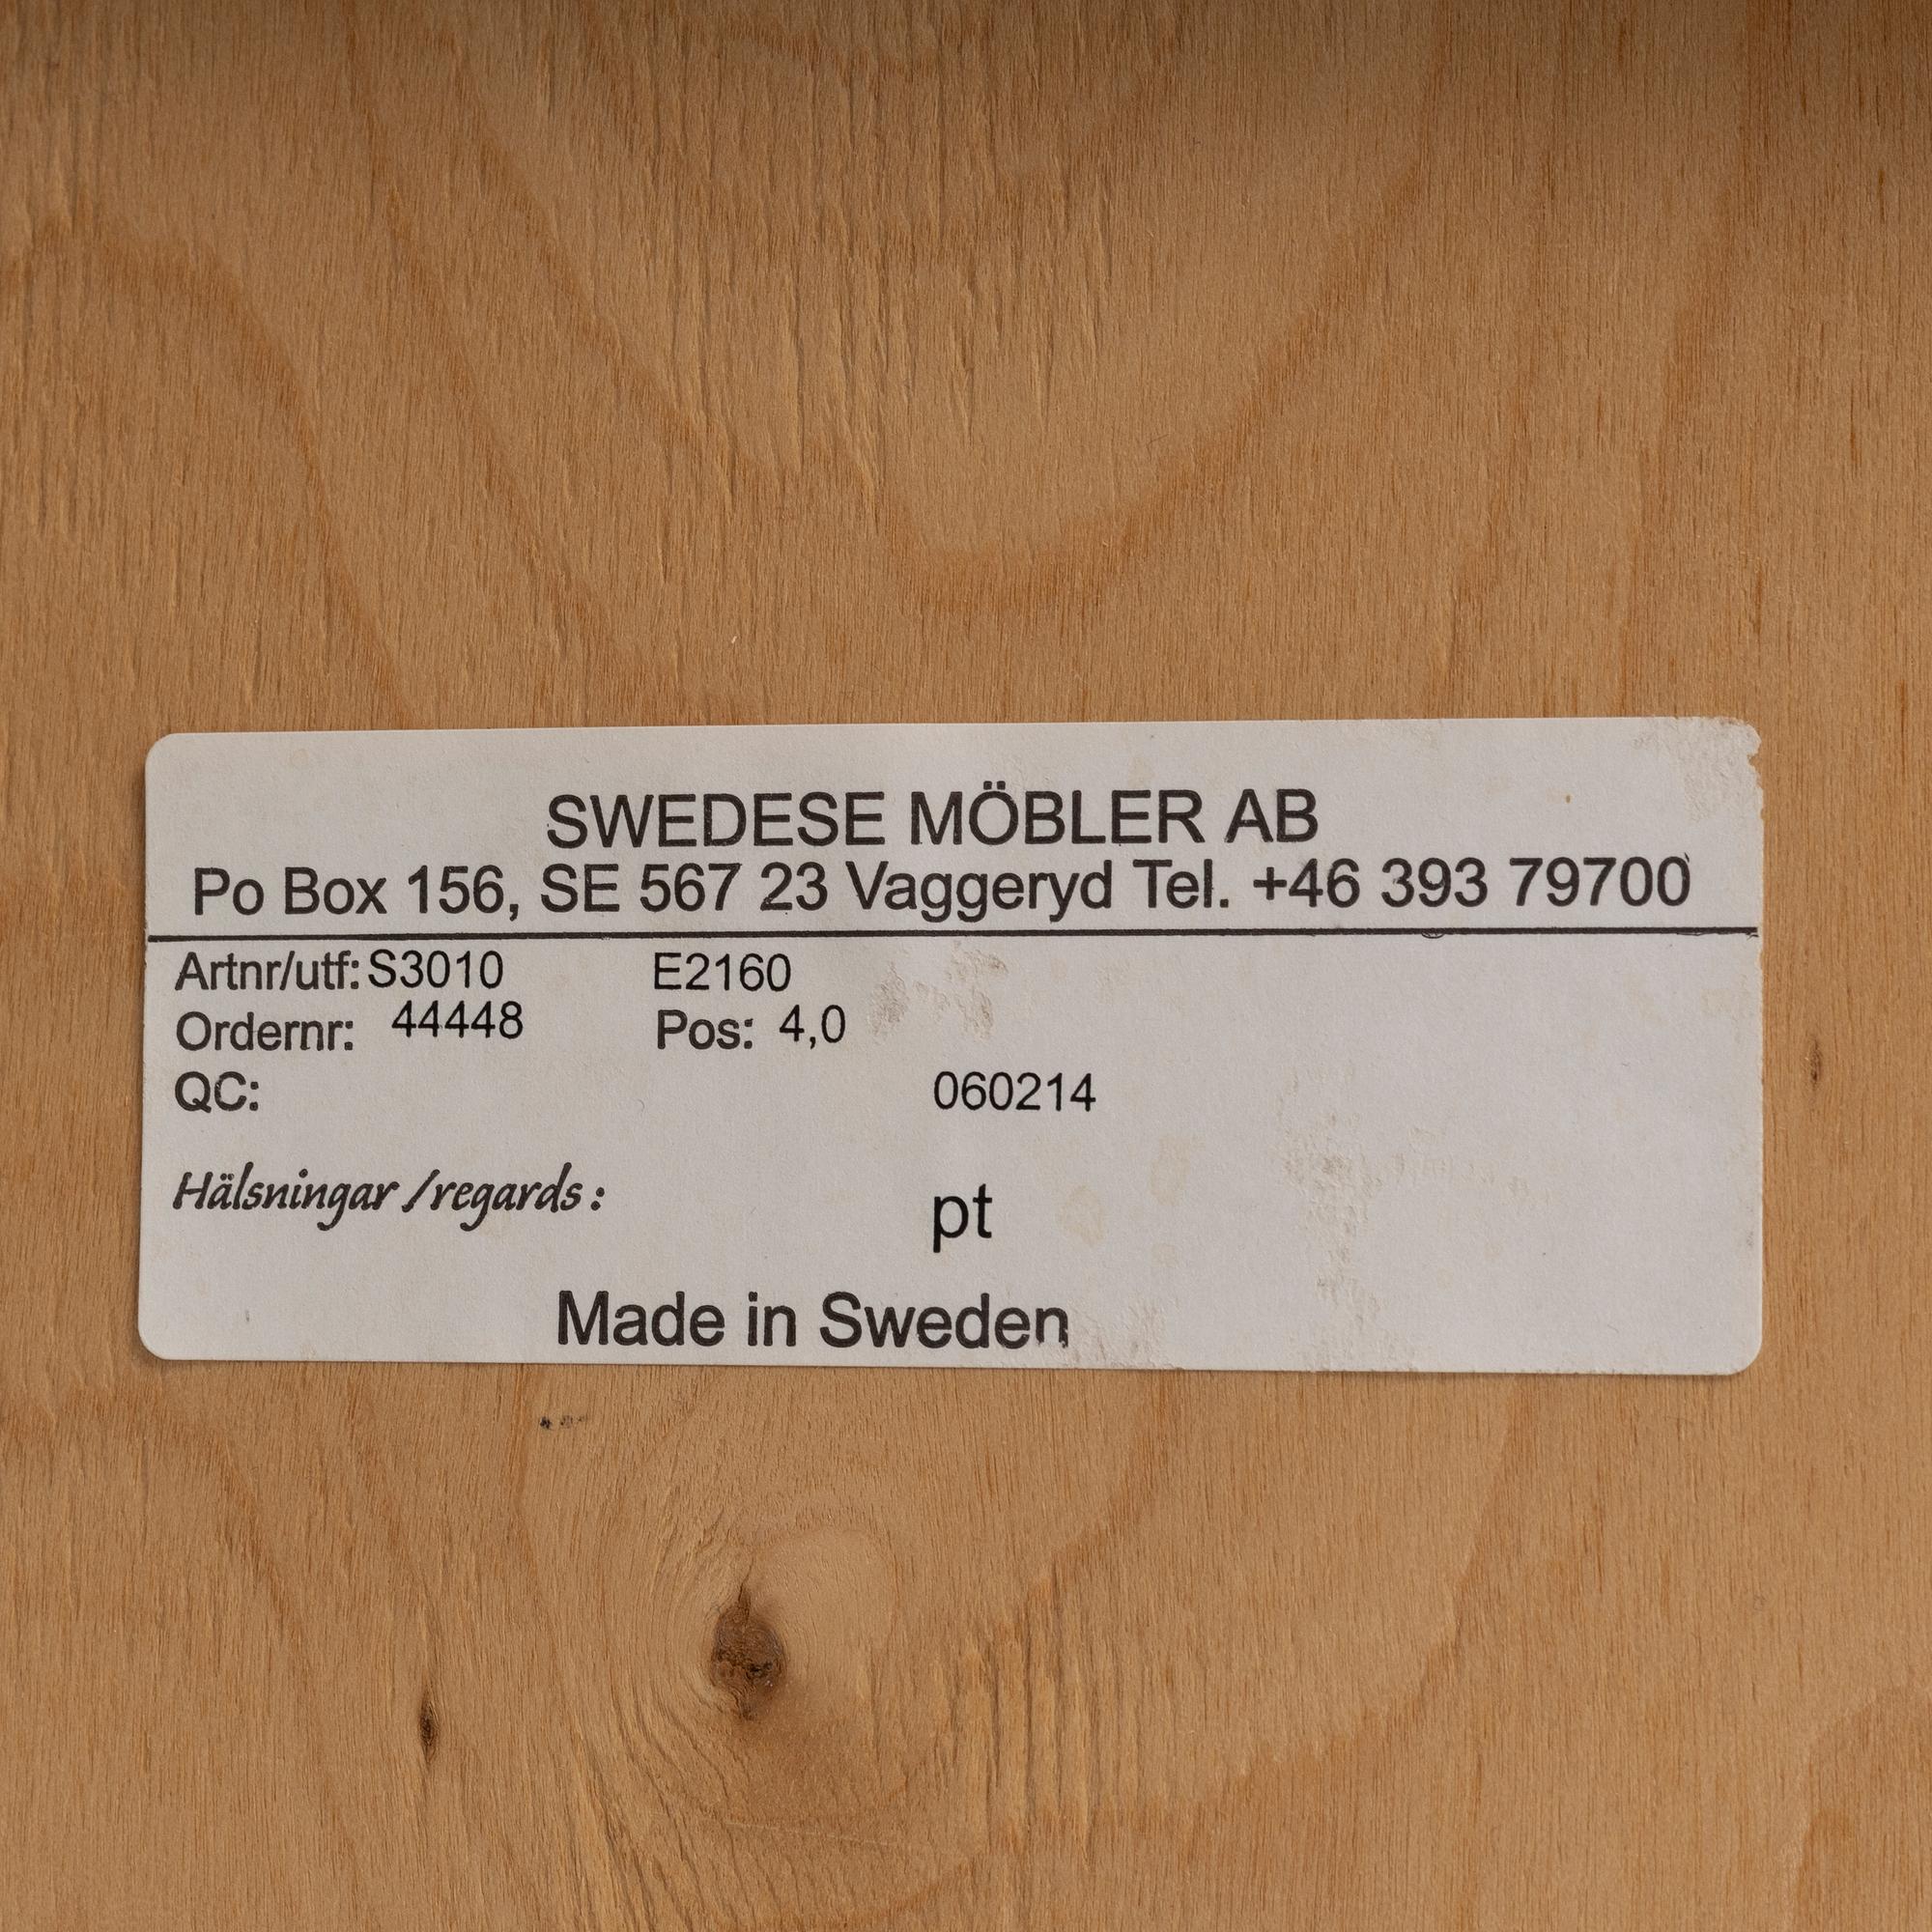 SWEDESE MÖBLER AB
Po Box 156, SE 567 23 Vaggeryd Tel. +46 393 79700
Artnr/utf: S3010 E2160
Ordernr: 44448 Pos: 4,0
QC: 060214
Hälsningar /regards : pt
Made in Sweden